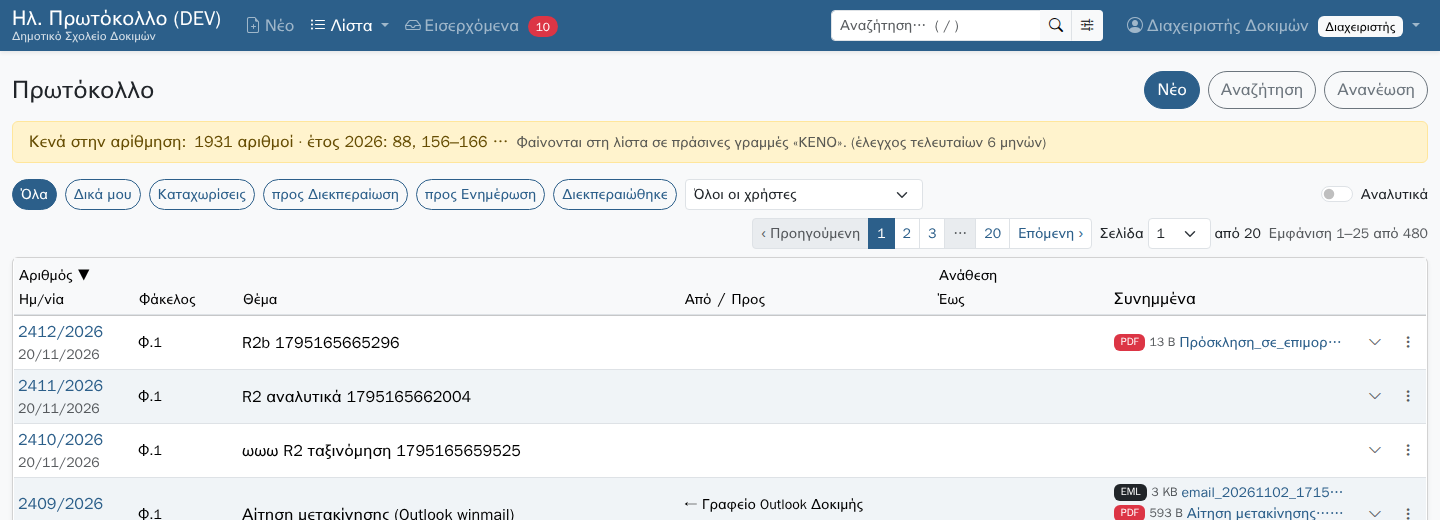 Ηλ. Πρωτόκολλο (DEV)
Δημοτικό Σχολείο Δοκιμών
Νέο
Λίστα
Εισερχόμενα 10
Αναζήτηση… ( / )
Διαχειριστής Δοκιμών Διαχειριστής
Πρωτόκολλο
Νέο Αναζήτηση Ανανέωση
Κενά στην αρίθμηση: 1931 αριθμοί · έτος 2026: 88, 156–166 … Φαίνονται στη λίστα σε πράσινες γραμμές «ΚΕΝΟ». (έλεγχος τελευταίων 6 μηνών)
Όλα Δικά μου Καταχωρίσεις προς Διεκπεραίωση προς Ενημέρωση Διεκπεραιώθηκε Όλοι οι χρήστες Αναλυτικά
‹ Προηγούμενη 1 2 3 … 20 Επόμενη › Σελίδα 1 από 20 Εμφάνιση 1–25 από 480
Αριθμός ▼ Ανάθεση
Ημ/νία Φάκελος Θέμα Από / Προς Έως Συνημμένα
2412/2026
20/11/2026
Φ.1
R2b 1795165665296
PDF 13 B Πρόσκληση_σε_επιμορ…
2411/2026
20/11/2026
Φ.1
R2 αναλυτικά 1795165662004
2410/2026
20/11/2026
Φ.1
ωωω R2 ταξινόμηση 1795165659525
2409/2026
Φ.1
Αίτηση μετακίνησης (Outlook winmail)
← Γραφείο Outlook Δοκιμής
EML 3 KB email_20261102_1715…
PDF 593 B Αίτηση μετακίνησης……